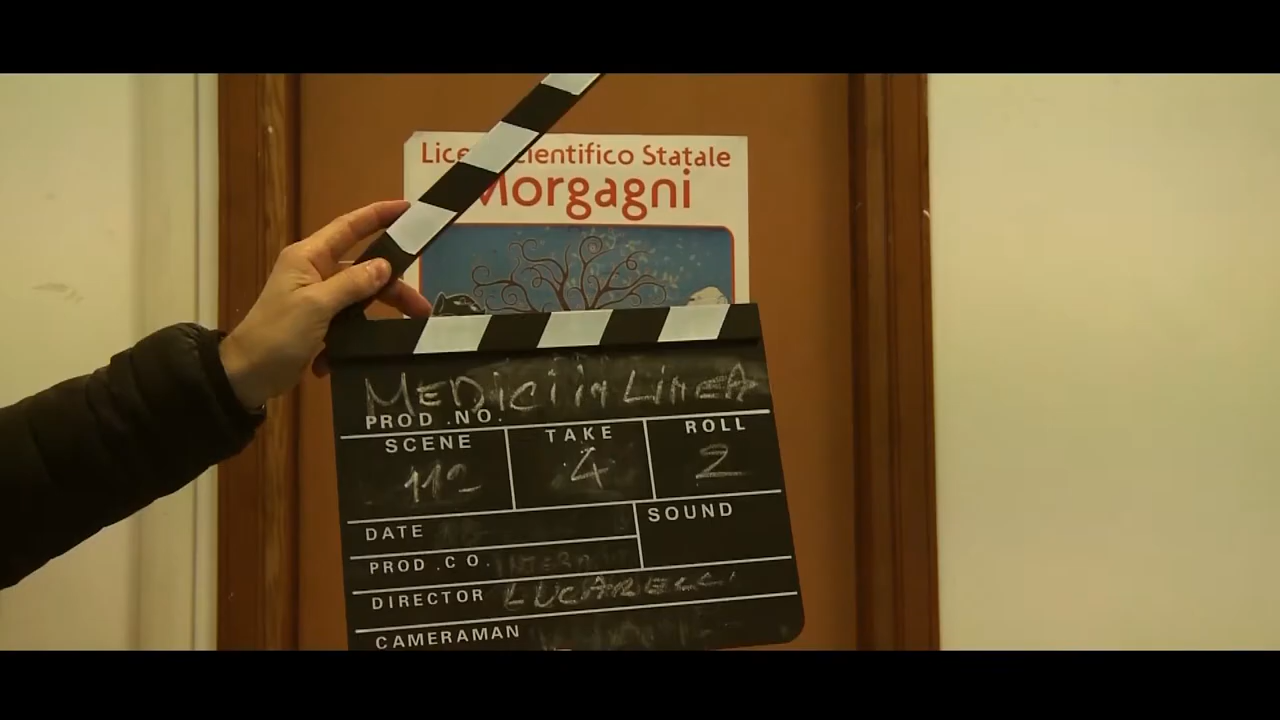 Liceo Scientifico Statale
Morgagni
MEDICI in LinEA
PROD .NO.
SCENE TAKE ROLL
112 4 2
DATE SOUND
PROD .CO.
DIRECTOR LUCARELLI
CAMERAMAN